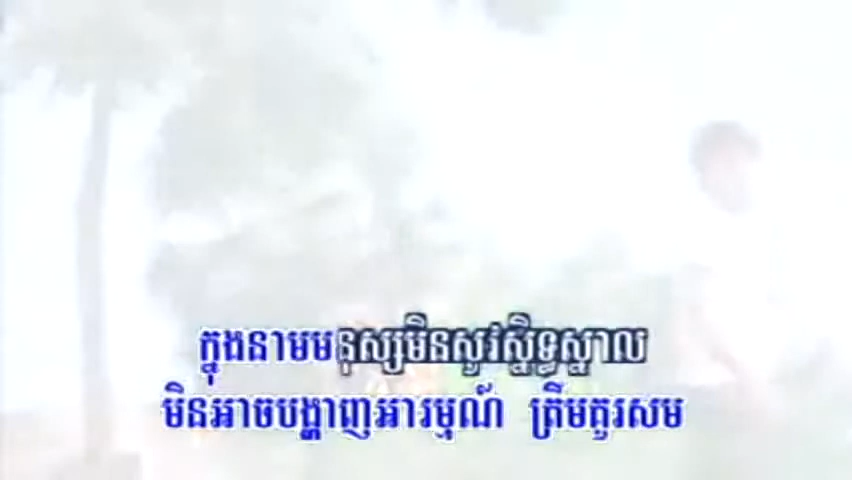 ក្នុងនាមមនុស្សមិនសូវស្និទ្ធស្នាល
មិនអាចបង្ហាញអារម្មណ៍ ត្រឹមគួរសម